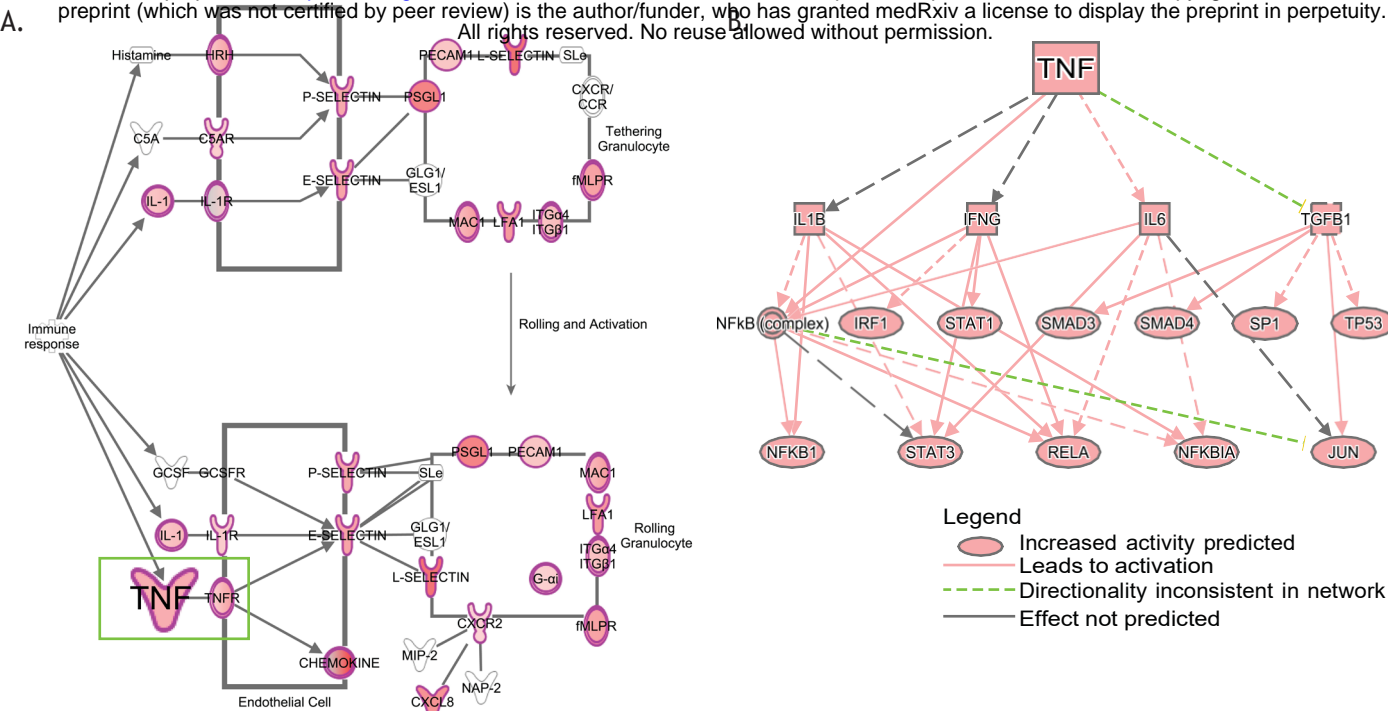 preprint (which was not certified by peer review) is the author/funder, who has granted medRxiv a license to display the preprint in perpetuity.
All rights reserved. No reuse allowed without permission.
A.
B.
Histamine
HRH
P-SELECTIN
C5A
C5AR
IL-1
IL-1R
E-SELECTIN
PECAM1
L-SELECTIN
SLe
PSGL1
CXCR/
CCR
Tethering
Granulocyte
GLG1/
ESL1
fMLPR
MAC1
LFA1
ITGα4
ITGβ1
Immune
response
Rolling and Activation
GCSF
GCSFR
P-SELECTIN
IL-1
IL-1R
E-SELECTIN
TNF
TNFR
CHEMOKINE
Endothelial Cell
PSGL1
PECAM1
SLe
MAC1
GLG1/
ESL1
LFA1
Rolling
Granulocyte
ITGα4
ITGβ1
L-SELECTIN
G-αi
CXCR2
fMLPR
MIP-2
NAP-2
CXCL8
TNF
IL1B
IFNG
IL6
TGFB1
NFkB (complex)
IRF1
STAT1
SMAD3
SMAD4
SP1
TP53
NFKB1
STAT3
RELA
NFKBIA
JUN
Legend
Increased activity predicted
Leads to activation
Directionality inconsistent in network
Effect not predicted